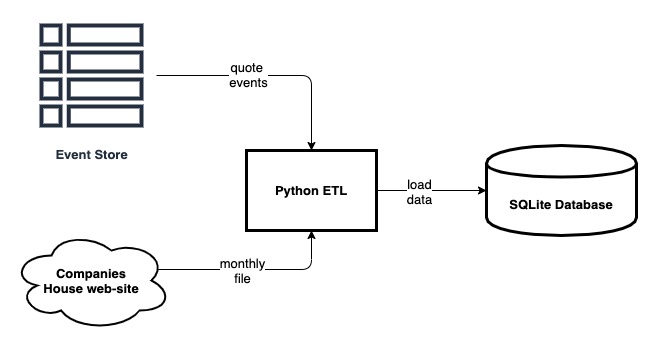 quote
events
Event Store
Python ETL
load
data
SQLite Database
Companies
House web-site
monthly
file